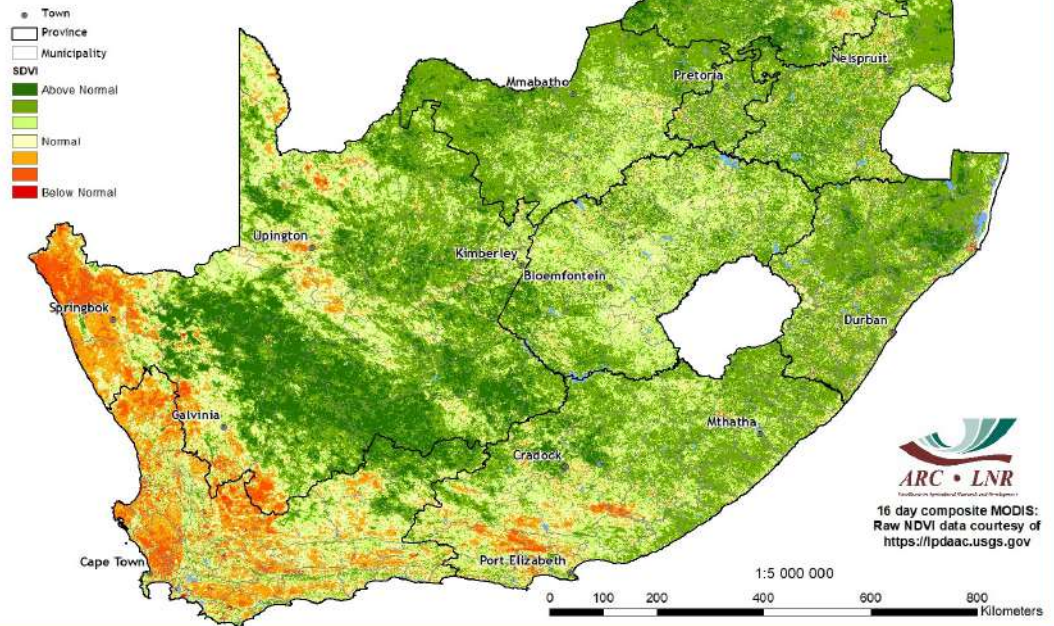 Town
Province
Municipality
SDVI
Above Normal
Normal
Below Normal
Nelspruit
Pretoria
Mmabatho
Upington
Kimberley
Bloemfontein
Springbok
Durban
Calvinia
Mthatha
Cradock
Cape Town
Port Elizabeth
ARC • LNR
16 day composite MODIS:
Raw NDVI data courtesy of
https://lpdaac.usgs.gov
1:5 000 000
0 100 200 400 600 800
Kilometers